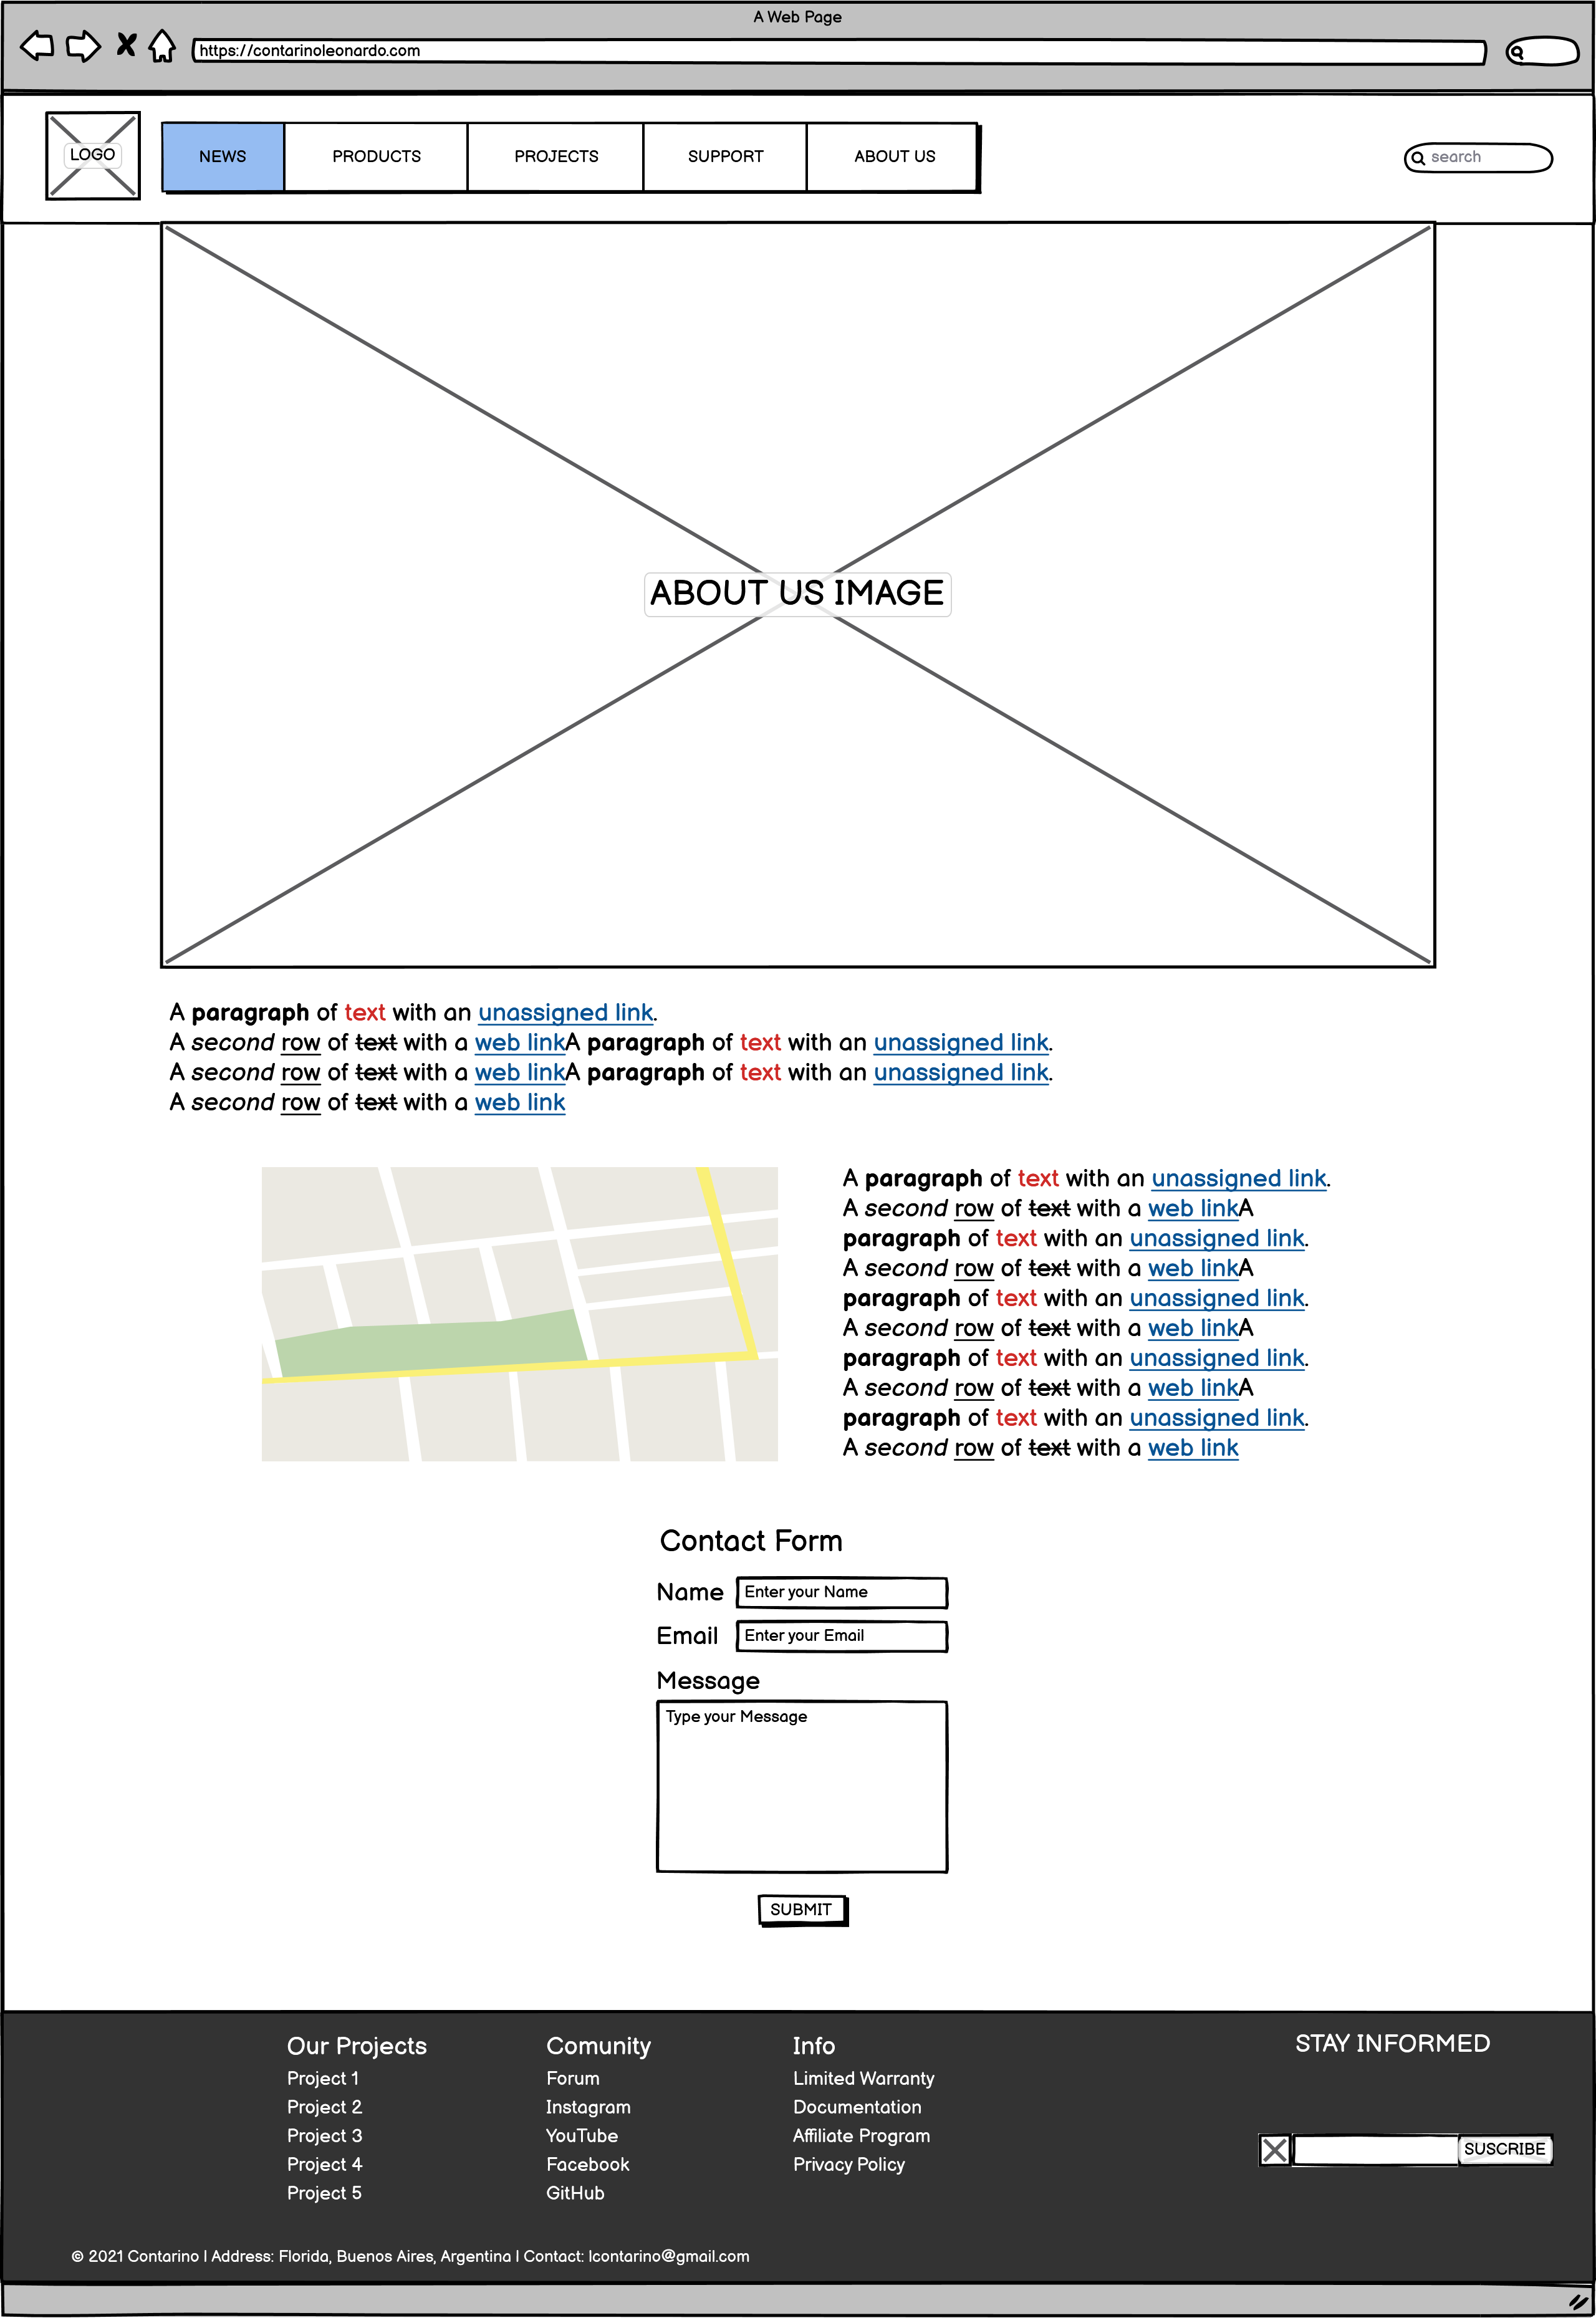 A Web Page
https://contarinoleonardo.com
LOGO
NEWS
PRODUCTS
PROJECTS
SUPPORT
ABOUT US
search
ABOUT US IMAGE
A paragraph of text with an unassigned link.
A second row of text with a web linkA paragraph of text with an unassigned link.
A second row of text with a web linkA paragraph of text with an unassigned link.
A second row of text with a web link
A paragraph of text with an unassigned link.
A second row of text with a web linkA
paragraph of text with an unassigned link.
A second row of text with a web linkA
paragraph of text with an unassigned link.
A second row of text with a web linkA
paragraph of text with an unassigned link.
A second row of text with a web linkA
paragraph of text with an unassigned link.
A second row of text with a web link
Contact Form
Name
Enter your Name
Email
Enter your Email
Message
Type your Message
SUBMIT
Our Projects
Project 1
Project 2
Project 3
Project 4
Project 5
Comunity
Forum
Instagram
YouTube
Facebook
GitHub
Info
Limited Warranty
Documentation
Affiliate Program
Privacy Policy
STAY INFORMED
SUSCRIBE
© 2021 Contarino | Address: Florida, Buenos Aires, Argentina | Contact: lcontarino@gmail.com